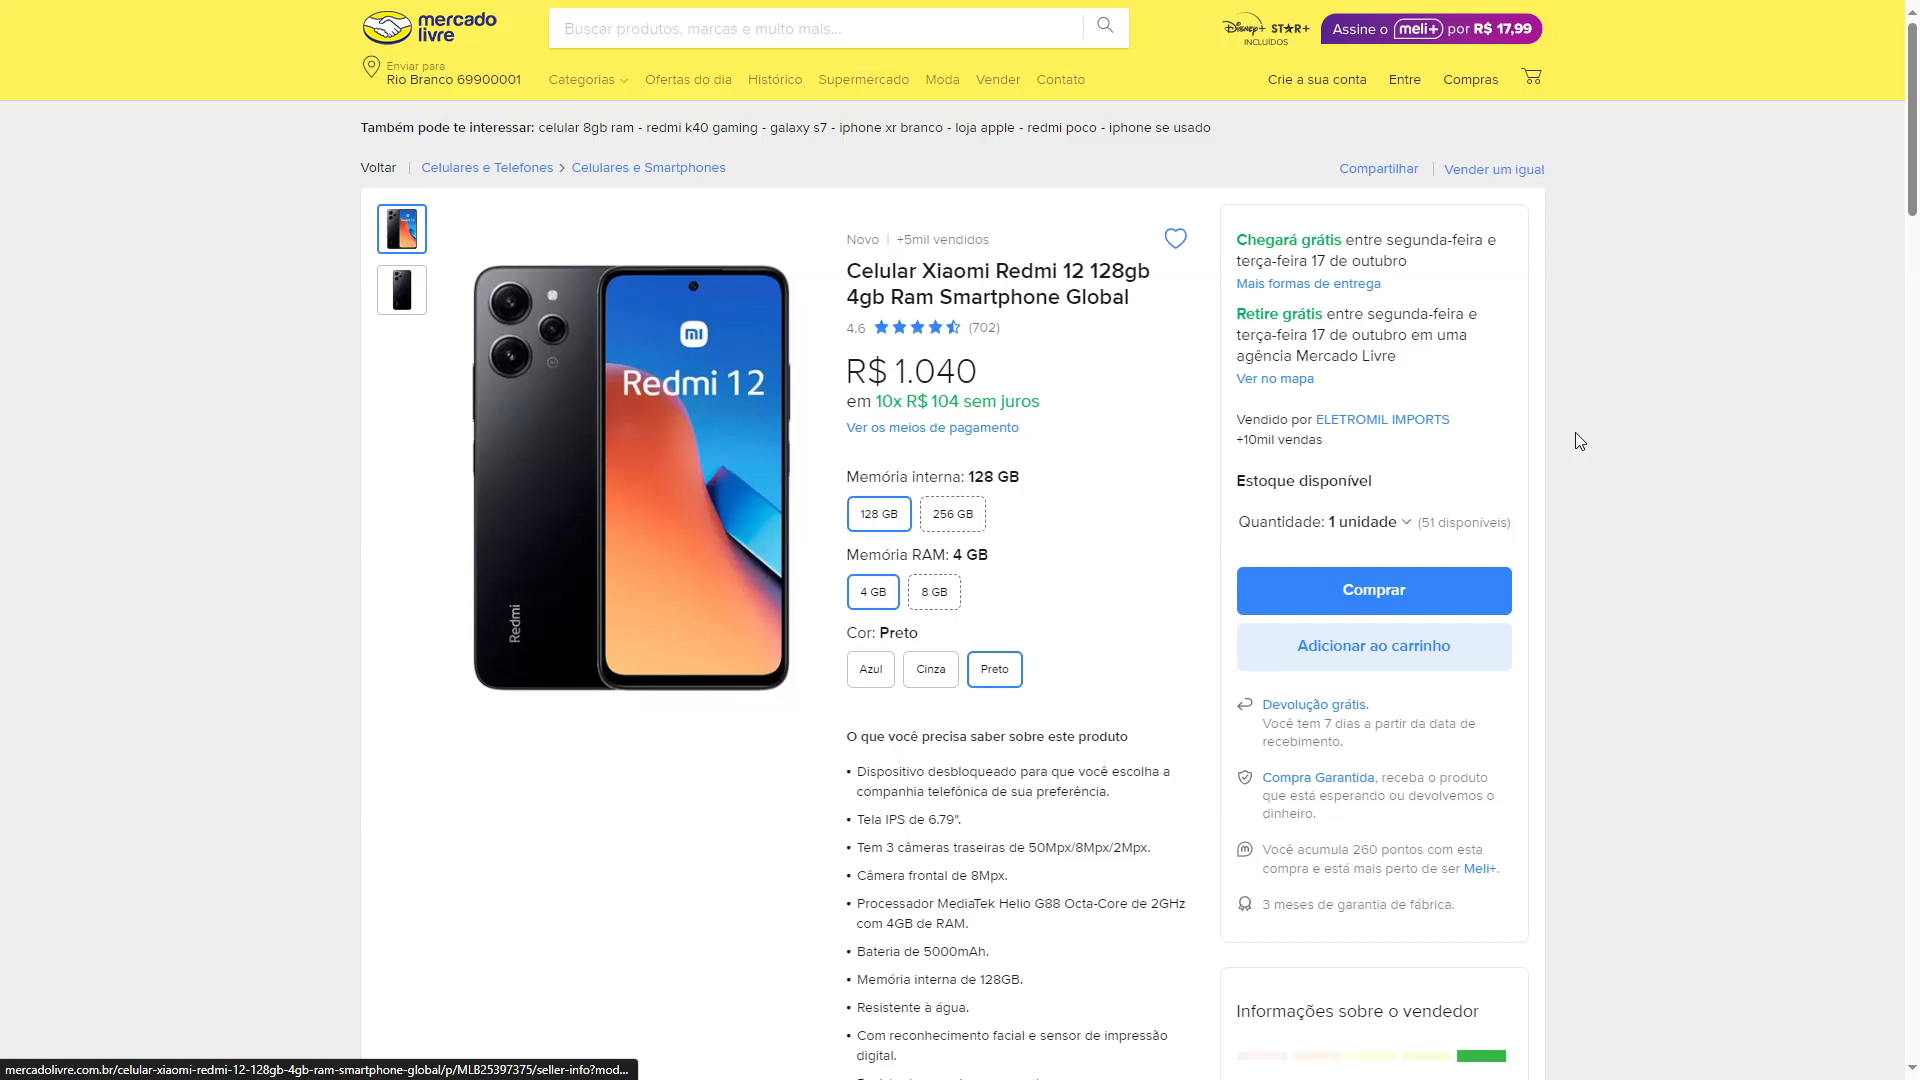 mercado
livre
Buscar produtos, marcas e muito mais...
Disney+ STAR+
INCLUÍDOS
Assine o meli+ por R$ 17,99
Enviar para
Rio Branco 69900001
Categorias
Ofertas do dia
Histórico
Supermercado
Moda
Vender
Contato
Crie a sua conta
Entre
Compras
Também pode te interessar: celular 8gb ram - redmi k40 gaming - galaxy s7 - iphone xr branco - loja apple - redmi poco - iphone se usado
Voltar | Celulares e Telefones > Celulares e Smartphones
Compartilhar | Vender um igual
Redmi
mi
Redmi 12
Novo | +5mil vendidos
Celular Xiaomi Redmi 12 128gb
4gb Ram Smartphone Global
4.6 (702)
R$ 1.040
em 10x R$ 104 sem juros
Ver os meios de pagamento
Memória interna: 128 GB
128 GB
256 GB
Memória RAM: 4 GB
4 GB
8 GB
Cor: Preto
Azul
Cinza
Preto
O que você precisa saber sobre este produto
• Dispositivo desbloqueado para que você escolha a
companhia telefônica de sua preferência.
• Tela IPS de 6.79".
• Tem 3 câmeras traseiras de 50Mpx/8Mpx/2Mpx.
• Câmera frontal de 8Mpx.
• Processador MediaTek Helio G88 Octa-Core de 2GHz
com 4GB de RAM.
• Bateria de 5000mAh.
• Memória interna de 128GB.
• Resistente à água.
• Com reconhecimento facial e sensor de impressão
digital.
Chegará grátis entre segunda-feira e
terça-feira 17 de outubro
Mais formas de entrega
Retire grátis entre segunda-feira e
terça-feira 17 de outubro em uma
agência Mercado Livre
Ver no mapa
Vendido por ELETROMIL IMPORTS
+10mil vendas
Estoque disponível
Quantidade: 1 unidade (51 disponíveis)
Comprar
Adicionar ao carrinho
Devolução grátis.
Você tem 7 dias a partir da data de
recebimento.
Compra Garantida, receba o produto
que está esperando ou devolvemos o
dinheiro.
Você acumula 260 pontos com esta
compra e está mais perto de ser Meli+.
3 meses de garantia de fábrica.
Informações sobre o vendedor
mercadolivre.com.br/celular-xiaomi-redmi-12-128gb-4gb-ram-smartphone-global/p/MLB25397375/seller-info?mod...